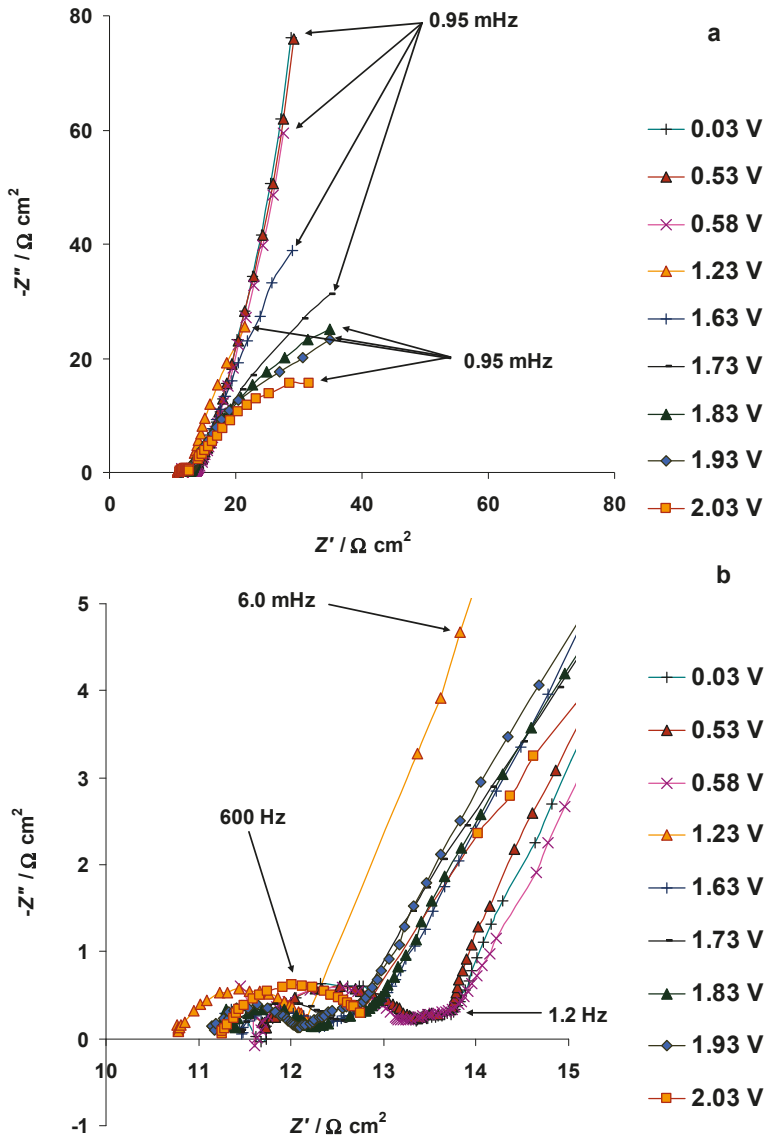 a
80
60
40
20
0
0
20
40
60
80
-Z″ / Ω cm²
Z′ / Ω cm²
0.95 mHz
0.95 mHz
0.03 V
0.53 V
0.58 V
1.23 V
1.63 V
1.73 V
1.83 V
1.93 V
2.03 V
b
5
4
3
2
1
0
-1
10
11
12
13
14
15
-Z″ / Ω cm²
Z′ / Ω cm²
6.0 mHz
600 Hz
1.2 Hz
0.03 V
0.53 V
0.58 V
1.23 V
1.63 V
1.73 V
1.83 V
1.93 V
2.03 V